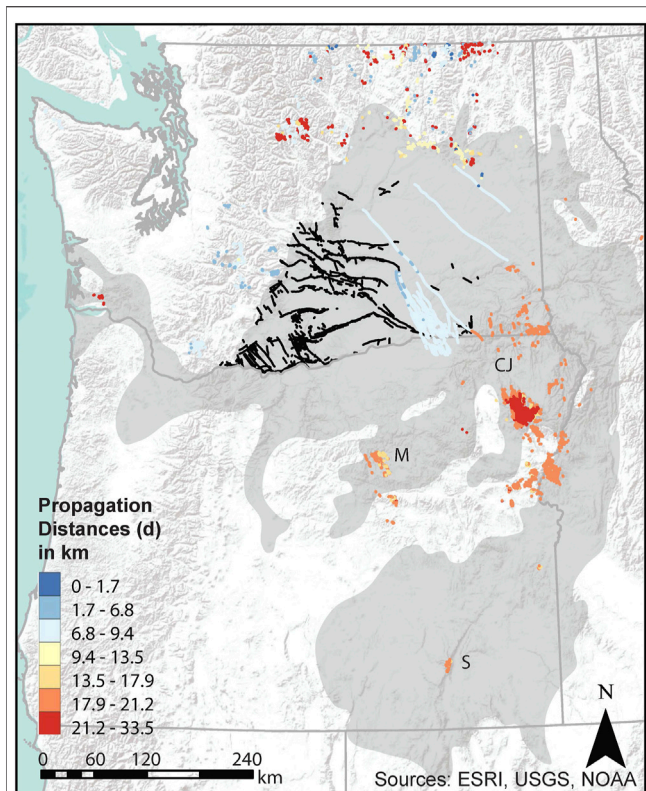 CJ
M
S
Propagation
Distances (d)
in km
0 - 1.7
1.7 - 6.8
6.8 - 9.4
9.4 - 13.5
13.5 - 17.9
17.9 - 21.2
21.2 - 33.5
N
0 60 120 240
km
Sources: ESRI, USGS, NOAA